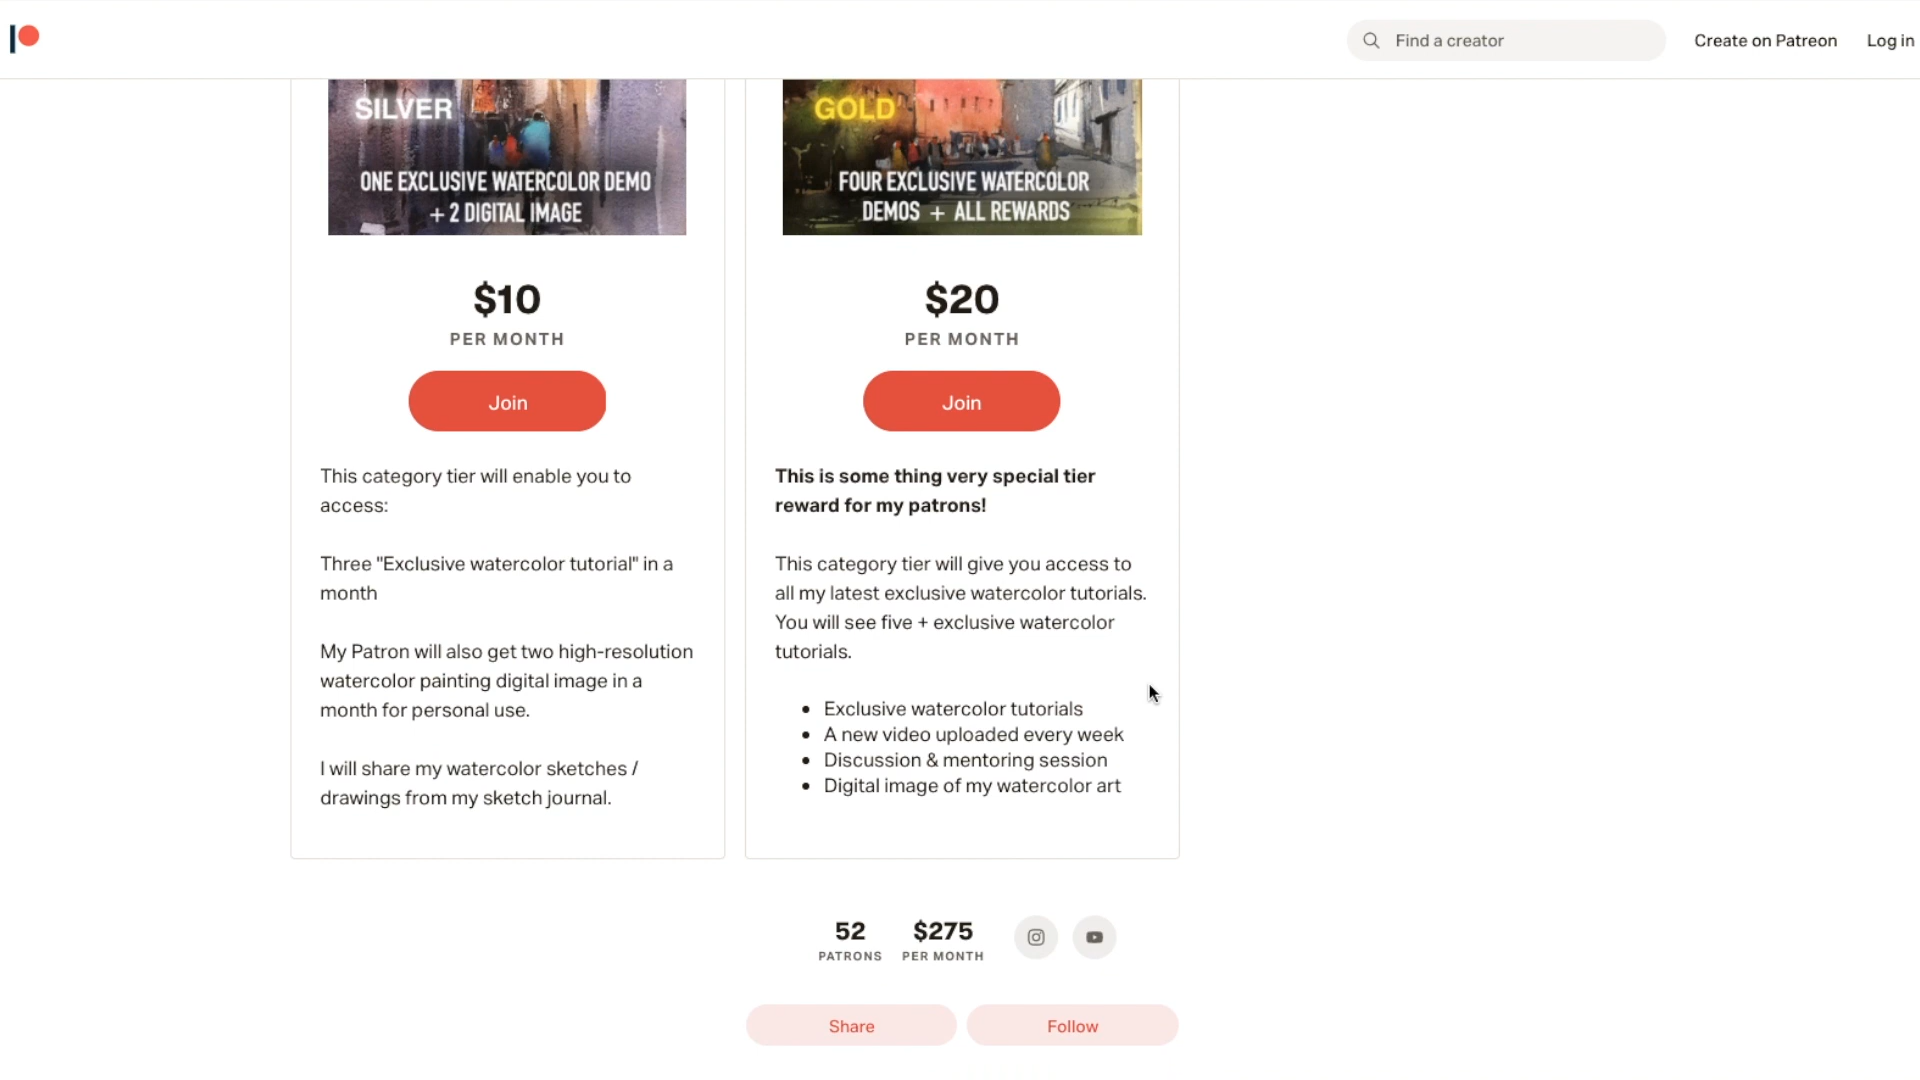 Find a creator
Create on Patreon
Log in
SILVER
ONE EXCLUSIVE WATERCOLOR DEMO
+ 2 DIGITAL IMAGE
$10
PER MONTH
Join
This category tier will enable you to
access:
Three "Exclusive watercolor tutorial" in a
month
My Patron will also get two high-resolution
watercolor painting digital image in a
month for personal use.
I will share my watercolor sketches /
drawings from my sketch journal.
GOLD
FOUR EXCLUSIVE WATERCOLOR
DEMOS + ALL REWARDS
$20
PER MONTH
Join
This is some thing very special tier
reward for my patrons!
This category tier will give you access to
all my latest exclusive watercolor tutorials.
You will see five + exclusive watercolor
tutorials.
• Exclusive watercolor tutorials
• A new video uploaded every week
• Discussion & mentoring session
• Digital image of my watercolor art
52
PATRONS
$275
PER MONTH
Share
Follow